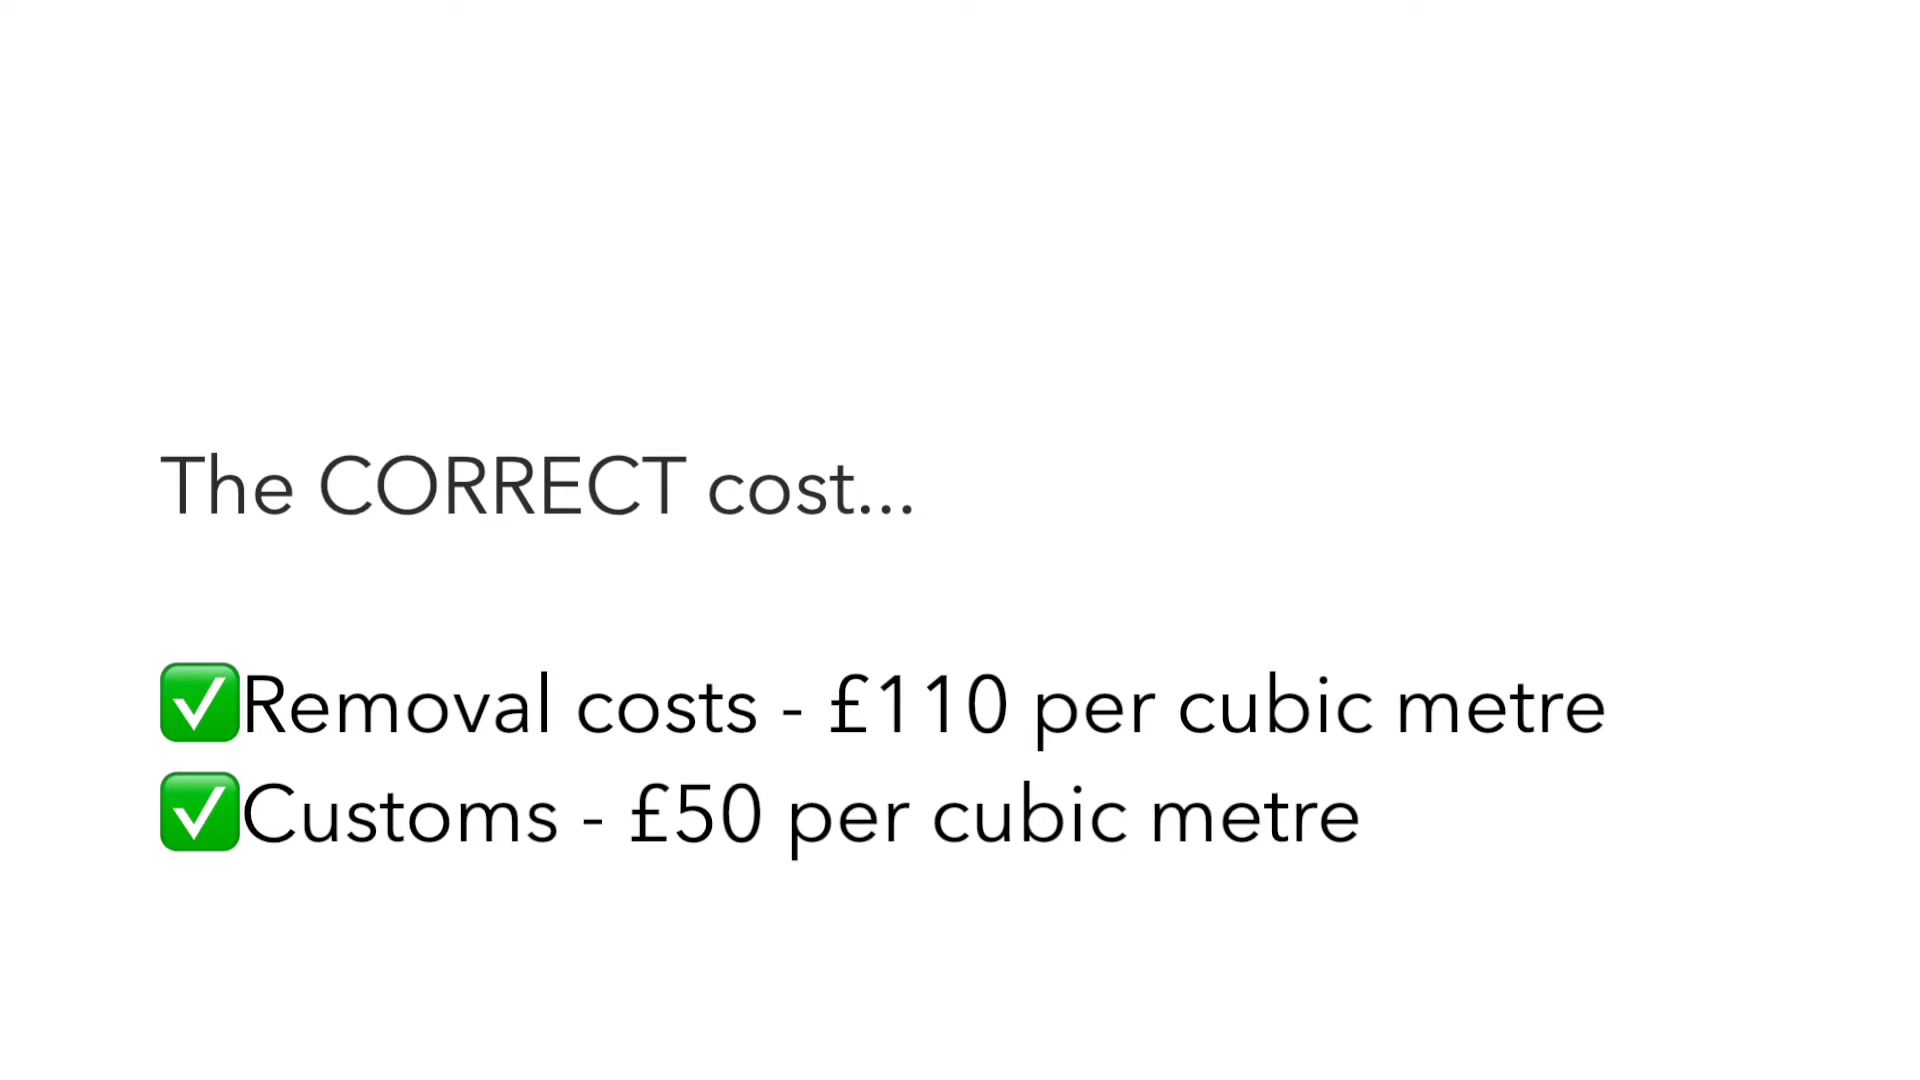 The CORRECT cost...
✅Removal costs - £110 per cubic metre
✅Customs - £50 per cubic metre